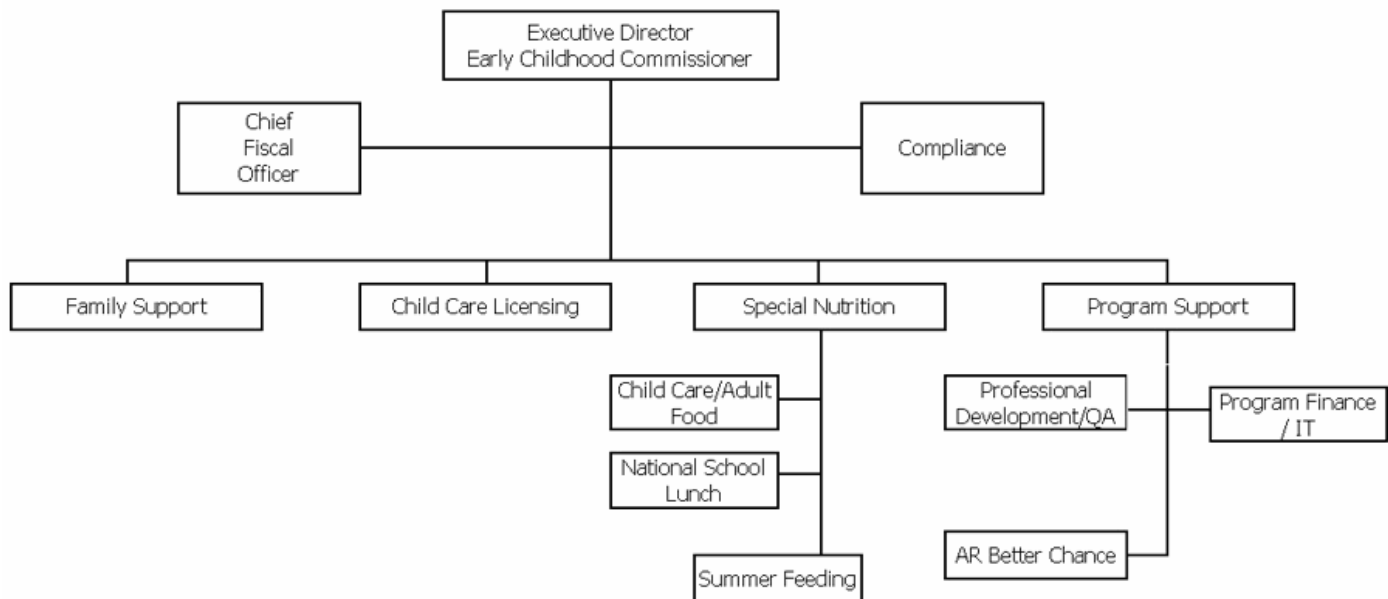 Executive Director
Early Childhood Commissioner
Chief
Fiscal
Officer
Compliance
Family Support
Child Care Licensing
Special Nutrition
Program Support
Child Care/Adult
Food
Professional
Development/QA
Program Finance
/ IT
National School
Lunch
AR Better Chance
Summer Feeding